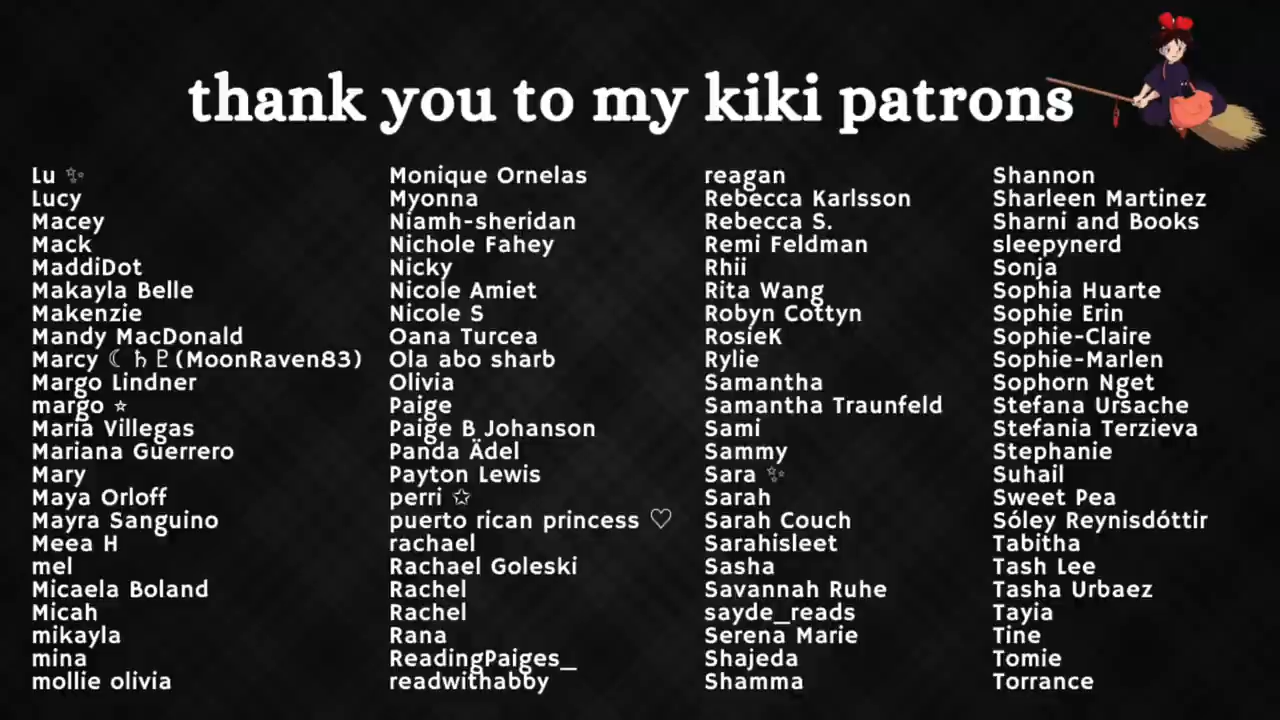 thank you to my kiki patrons
Lu ✨
Lucy
Macey
Mack
MaddiDot
Makayla Belle
Makenzie
Mandy MacDonald
Marcy ☾♄♇(MoonRaven83)
Margo Lindner
margo ⭒
Maria Villegas
Mariana Guerrero
Mary
Maya Orloff
Mayra Sanguino
Meea H
mel
Micaela Boland
Micah
mikayla
mina
mollie olivia
Monique Ornelas
Myonna
Niamh-sheridan
Nichole Fahey
Nicky
Nicole Amiet
Nicole S
Oana Turcea
Ola abo sharb
Olivia
Paige
Paige B Johanson
Panda Ädel
Payton Lewis
perri ✩
puerto rican princess ♡
rachael
Rachael Goleski
Rachel
Rachel
Rana
ReadingPaiges_
readwithabby
reagan
Rebecca Karlsson
Rebecca S.
Remi Feldman
Rhii
Rita Wang
Robyn Cottyn
RosieK
Rylie
Samantha
Samantha Traunfeld
Sami
Sammy
Sara ✨
Sarah
Sarah Couch
Sarahisleet
Sasha
Savannah Ruhe
sayde_reads
Serena Marie
Shajeda
Shamma
Shannon
Sharleen Martinez
Sharni and Books
sleepynerd
Sonja
Sophia Huarte
Sophie Erin
Sophie-Claire
Sophie-Marlen
Sophorn Nget
Stefana Ursache
Stefania Terzieva
Stephanie
Suhail
Sweet Pea
Sóley Reynisdóttir
Tabitha
Tash Lee
Tasha Urbaez
Tayia
Tine
Tomie
Torrance